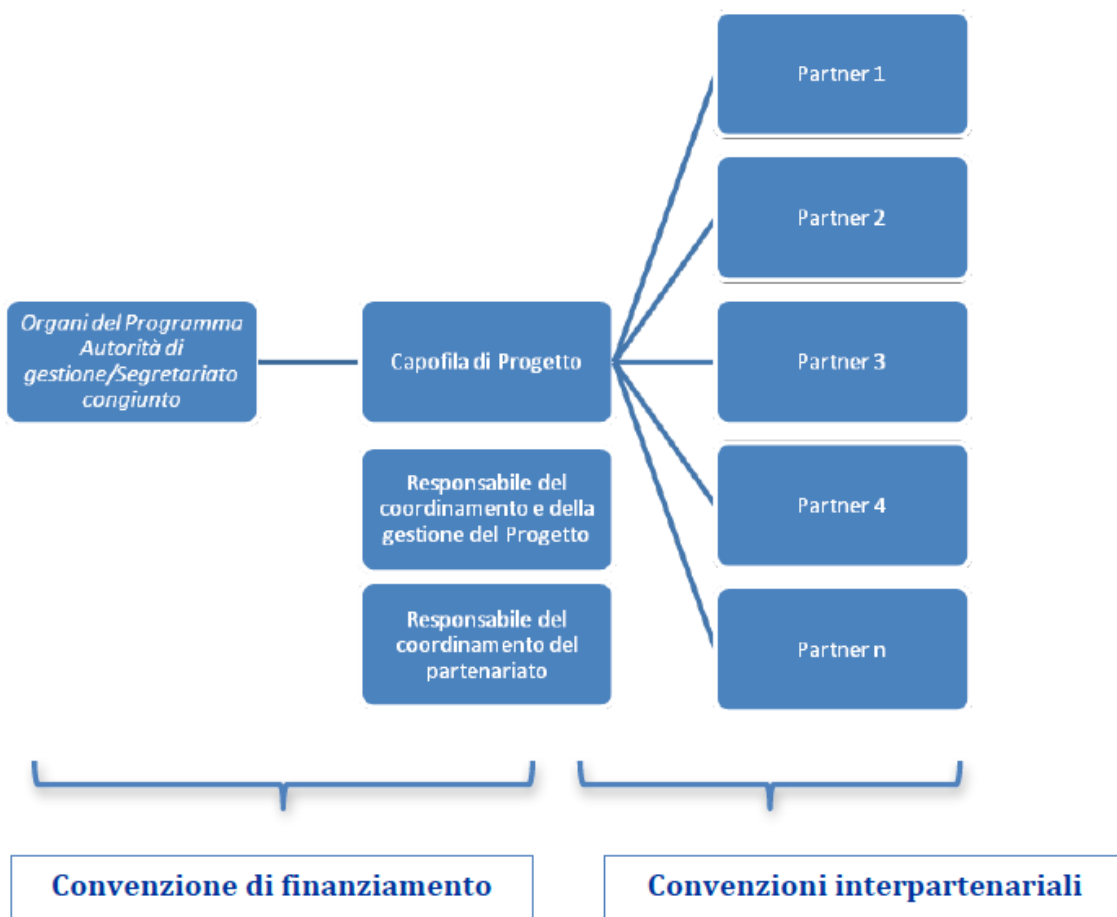 Organi del Programma
Autorità di
gestione/Segretariato
congiunto
Capofila di Progetto
Responsabile del
coordinamento e della
gestione del Progetto
Responsabile del
coordinamento del
partenariato
Partner 1
Partner 2
Partner 3
Partner 4
Partner n
Convenzione di finanziamento
Convenzioni interpartenariali